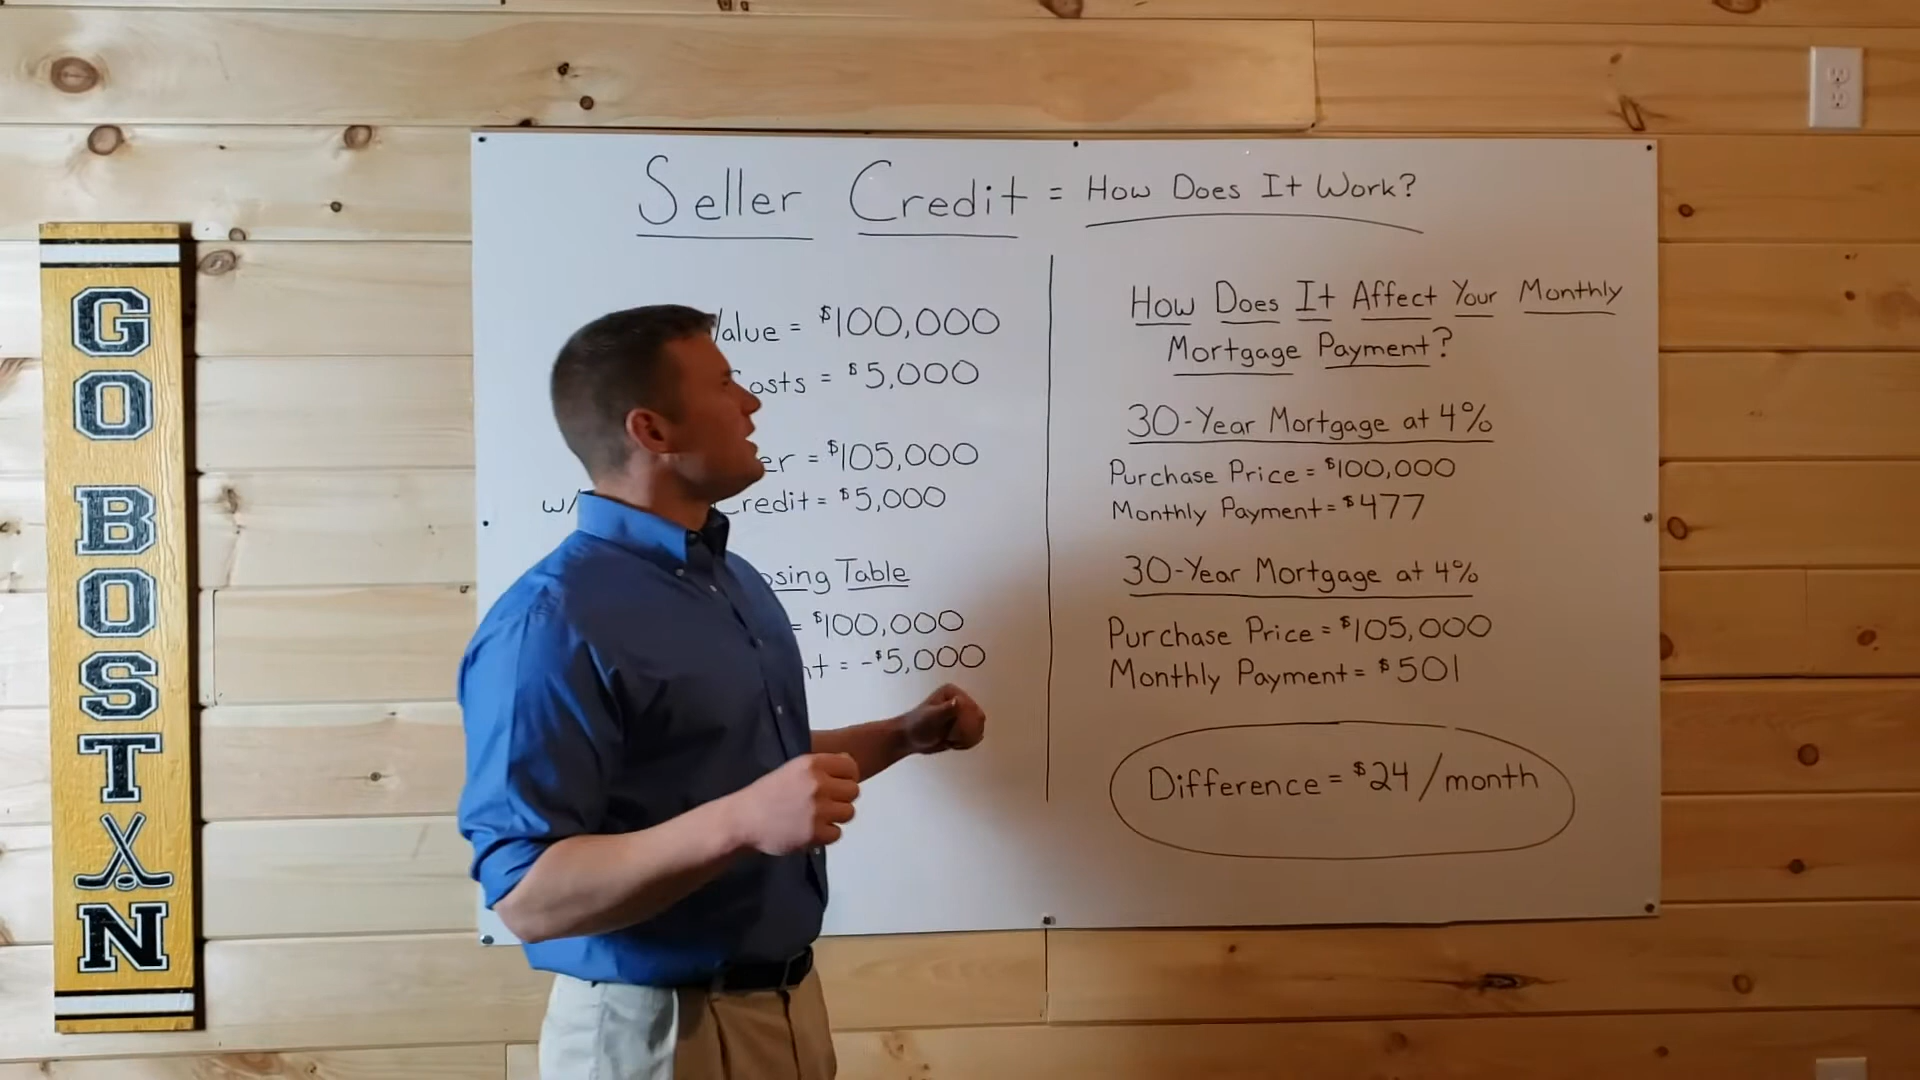 GO BOSTON
Seller Credit = How Does It Work?
Value = $100,000
Costs = $5,000
er = $105,000
w/ Credit = $5,000
osing Table
= $100,000
nt = -$5,000
How Does It Affect Your Monthly
Mortgage Payment?
30-Year Mortgage at 4%
Purchase Price = $100,000
Monthly Payment = $477
30-Year Mortgage at 4%
Purchase Price = $105,000
Monthly Payment = $501
Difference = $24/month